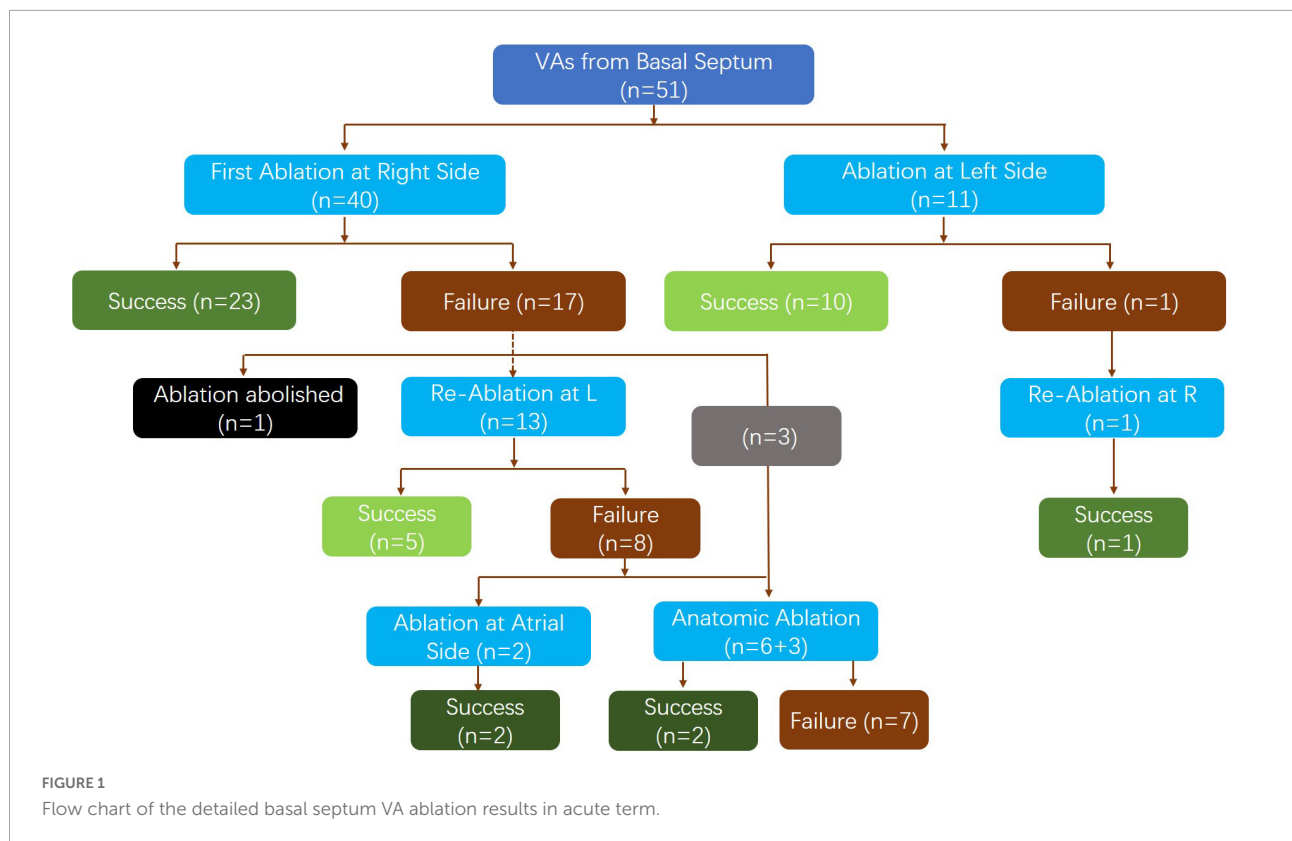 VAs from Basal Septum
(n=51)
First Ablation at Right Side
(n=40)
Ablation at Left Side
(n=11)
Success (n=23)
Failure (n=17)
Success (n=10)
Failure (n=1)
Ablation abolished
(n=1)
Re-Ablation at L
(n=13)
(n=3)
Re-Ablation at R
(n=1)
Success
(n=5)
Failure
(n=8)
Success
(n=1)
Ablation at Atrial
Side (n=2)
Anatomic Ablation
(n=6+3)
Success
(n=2)
Success
(n=2)
Failure (n=7)
FIGURE 1
Flow chart of the detailed basal septum VA ablation results in acute term.